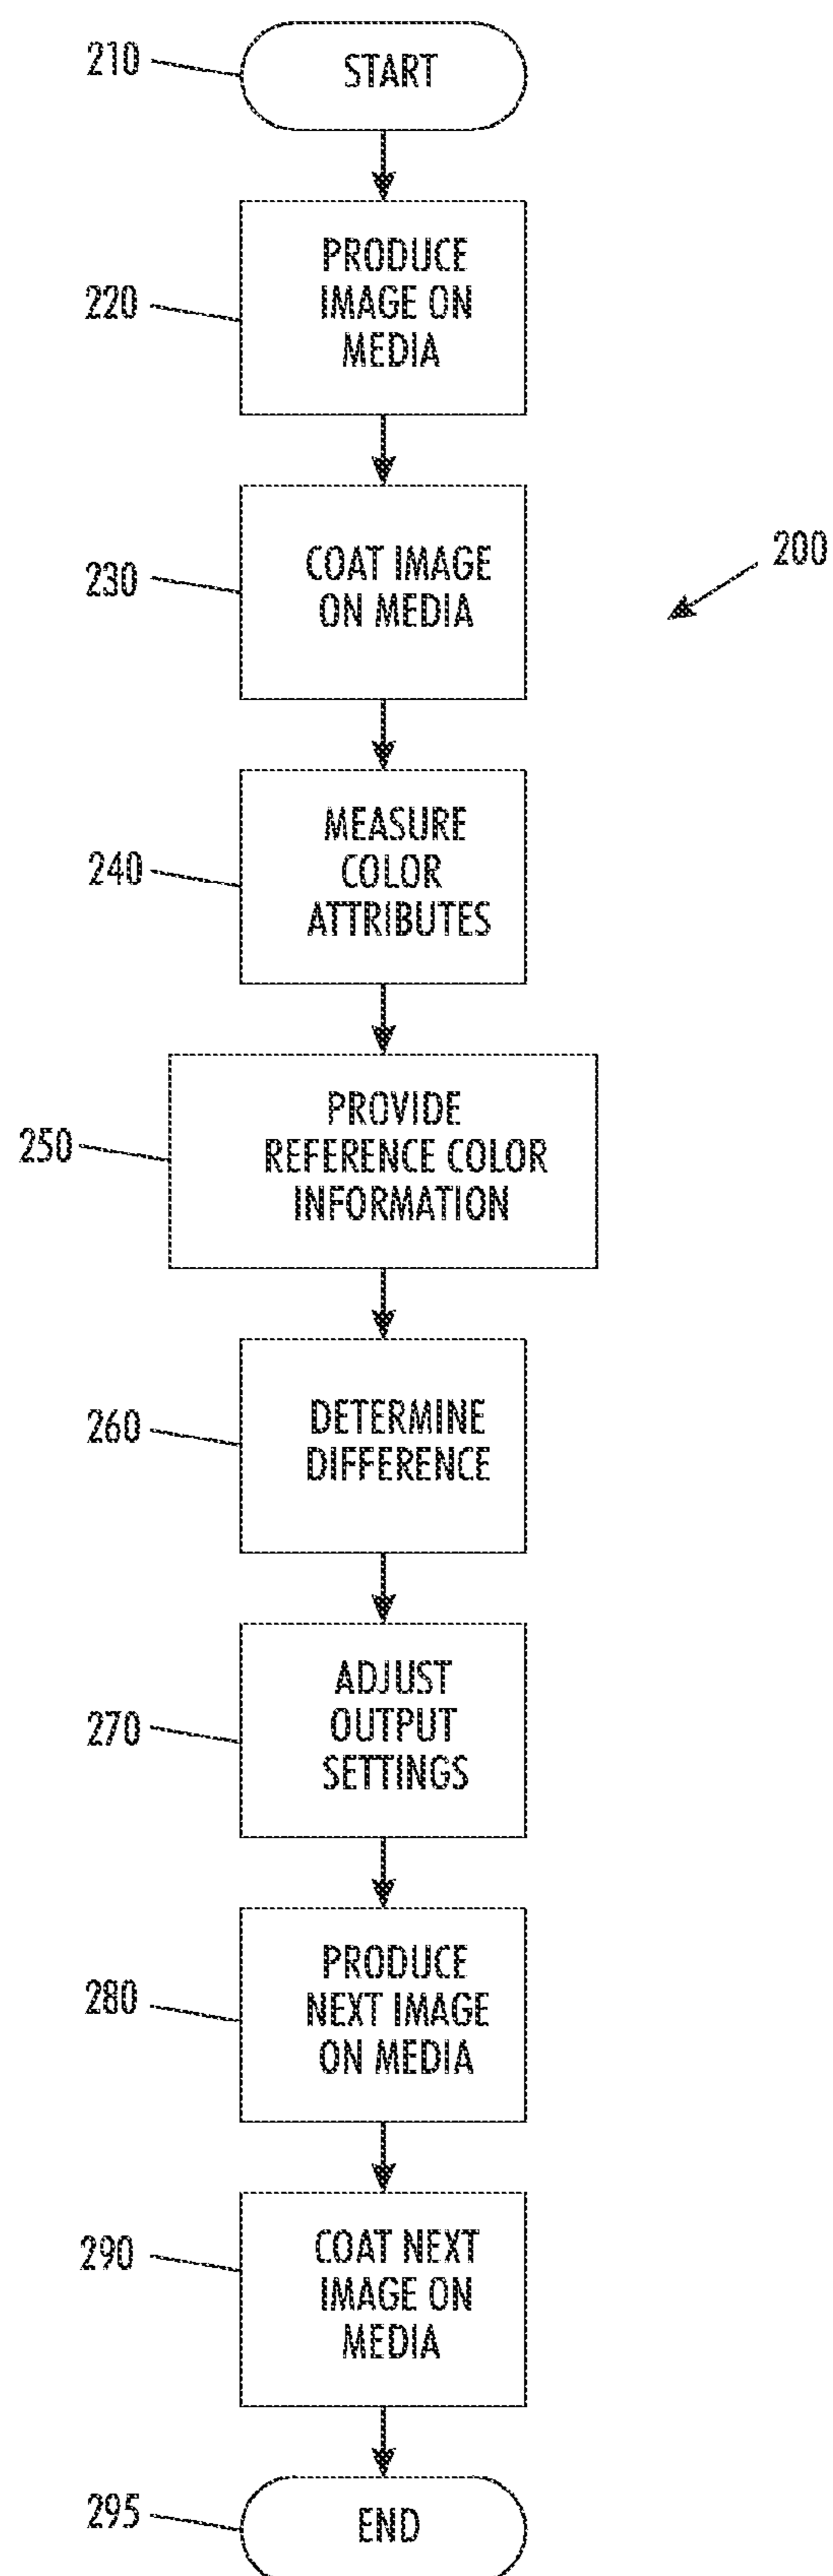 210
START
220
PRODUCE
IMAGE ON
MEDIA
230
COAT IMAGE
ON MEDIA
200
240
MEASURE
COLOR
ATTRIBUTES
250
PROVIDE
REFERENCE COLOR
INFORMATION
260
DETERMINE
DIFFERENCE
270
ADJUST
OUTPUT
SETTINGS
280
PRODUCE
NEXT IMAGE
ON MEDIA
290
COAT NEXT
IMAGE ON
MEDIA
295
END